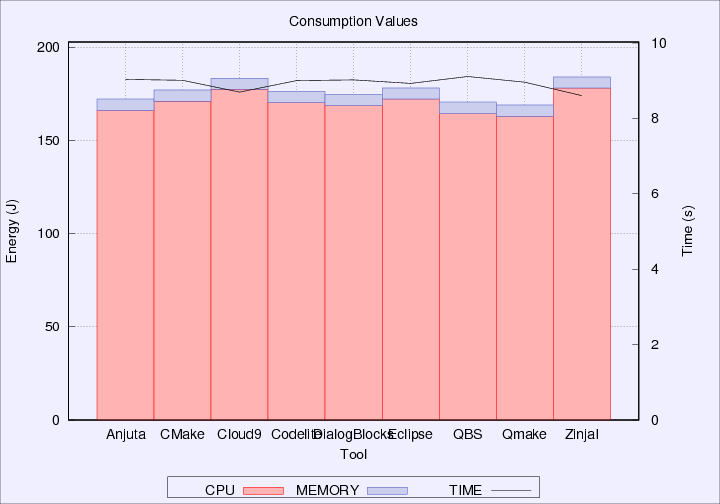 Consumption Values
200
150
100
50
0
10
8
6
4
2
0
Energy (J)
Time (s)
Anjuta CMake Cloud9 Codelite DialogBlocks Eclipse QBS Qmake Zinjal
Tool
CPU MEMORY TIME